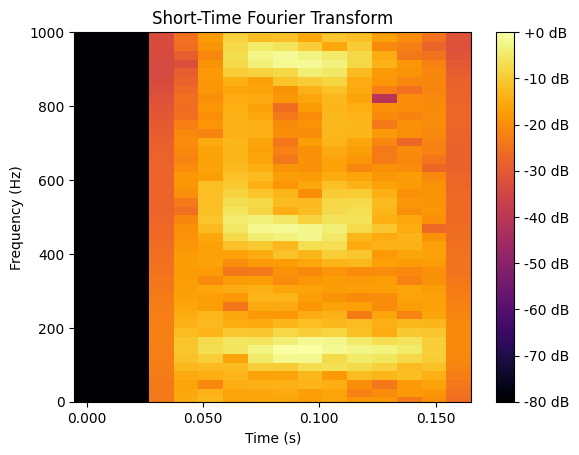 Short-Time Fourier Transform
Frequency (Hz)
1000
800
600
400
200
0
0.000
0.050
0.100
0.150
Time (s)
+0 dB
-10 dB
-20 dB
-30 dB
-40 dB
-50 dB
-60 dB
-70 dB
-80 dB